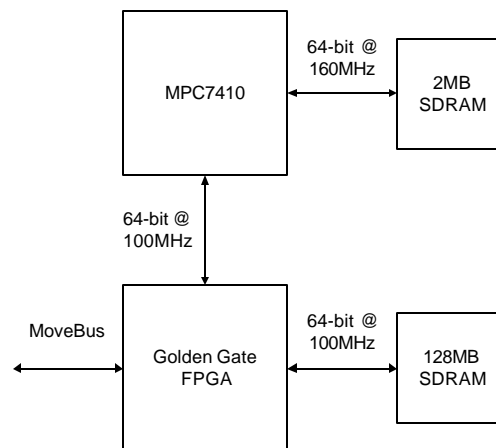 64-bit @
160MHz
MPC7410
2MB
SDRAM
64-bit @
100MHz
MoveBus
Golden Gate
FPGA
64-bit @
100MHz
128MB
SDRAM